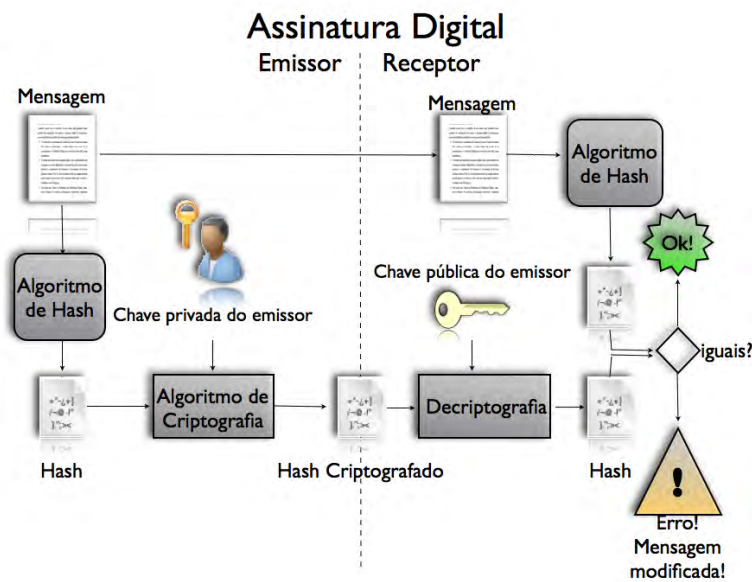 Assinatura Digital
Emissor
Receptor
Mensagem
Mensagem
Algoritmo
de Hash
Ok!
Algoritmo
de Hash
Chave privada do emissor
Chave pública do emissor
iguais?
Algoritmo de
Criptografia
Decriptografia
Hash
Hash Criptografado
Hash
!
Erro!
Mensagem
modificada!